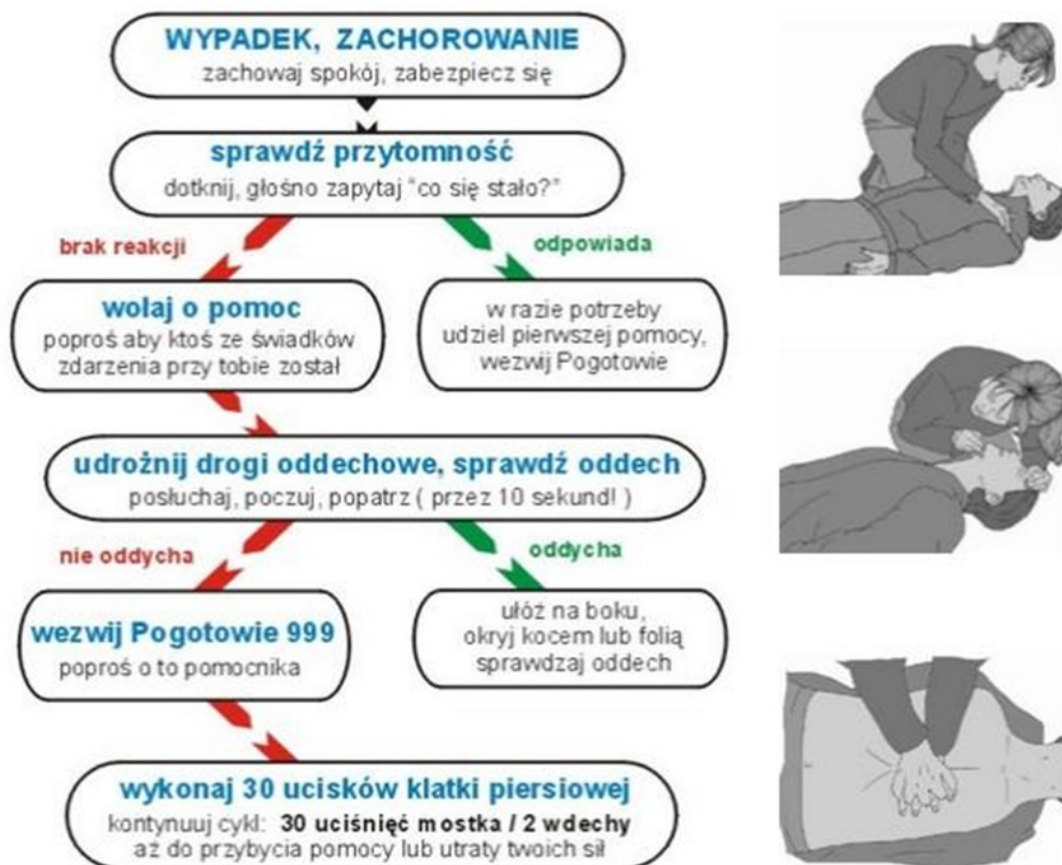 WYPADEK, ZACHOROWANIE
zachowaj spokój, zabezpiecz się
sprawdź przytomność
dotknij, głośno zapytaj "co się stało?"
brak reakcji
odpowiada
wolaj o pomoc
poproś aby ktoś ze świadków
zdarzenia przy tobie został
w razie potrzeby
udziel pierwszej pomocy,
wezwij Pogotowie
udrożnij drogi oddechowe, sprawdź oddech
posłuchaj, poczuj, popatrz ( przez 10 sekund! )
nie oddycha
oddycha
wezwij Pogotowie 999
poproś o to pomocnika
ułóż na boku,
okryj kocem lub folią
sprawdzaj oddech
wykonaj 30 ucisków klatki piersiowej
kontynuuj cykl: 30 uciśnięć mostka / 2 wdechy
aż do przybycia pomocy lub utraty twoich sił